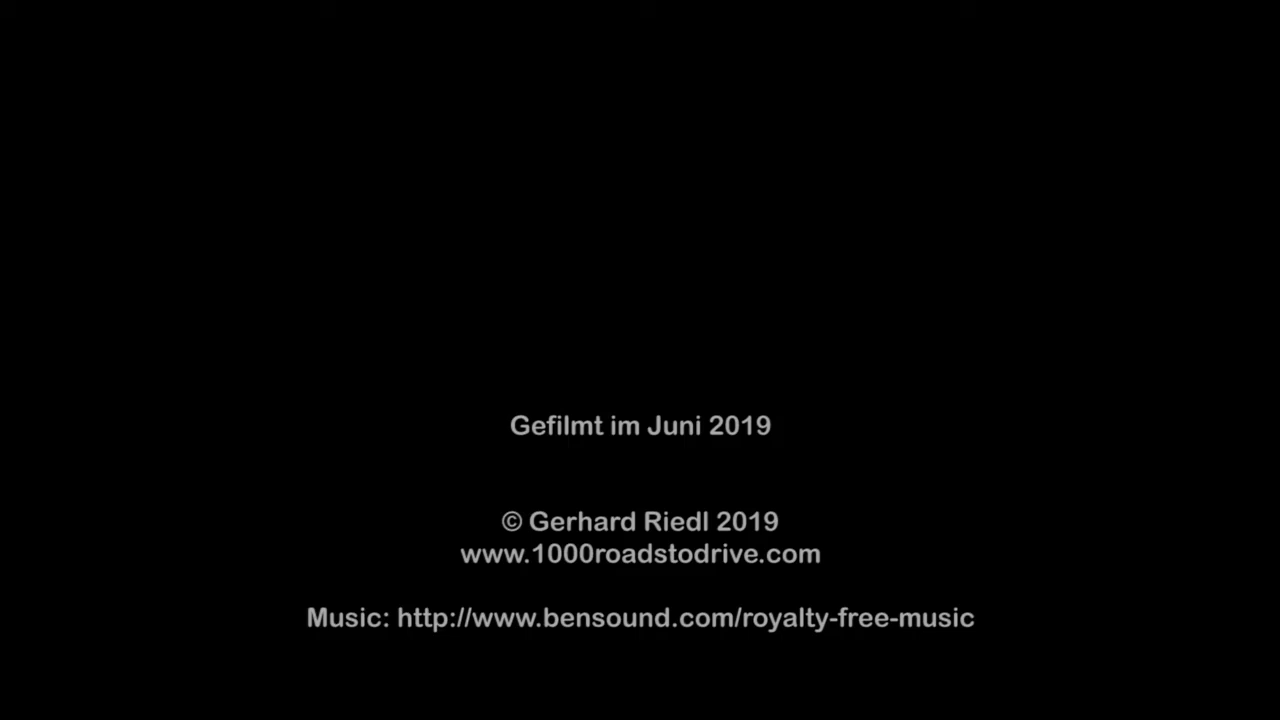 Gefilmt im Juni 2019
© Gerhard Riedl 2019
www.1000roadstodrive.com
Music: http://www.bensound.com/royalty-free-music